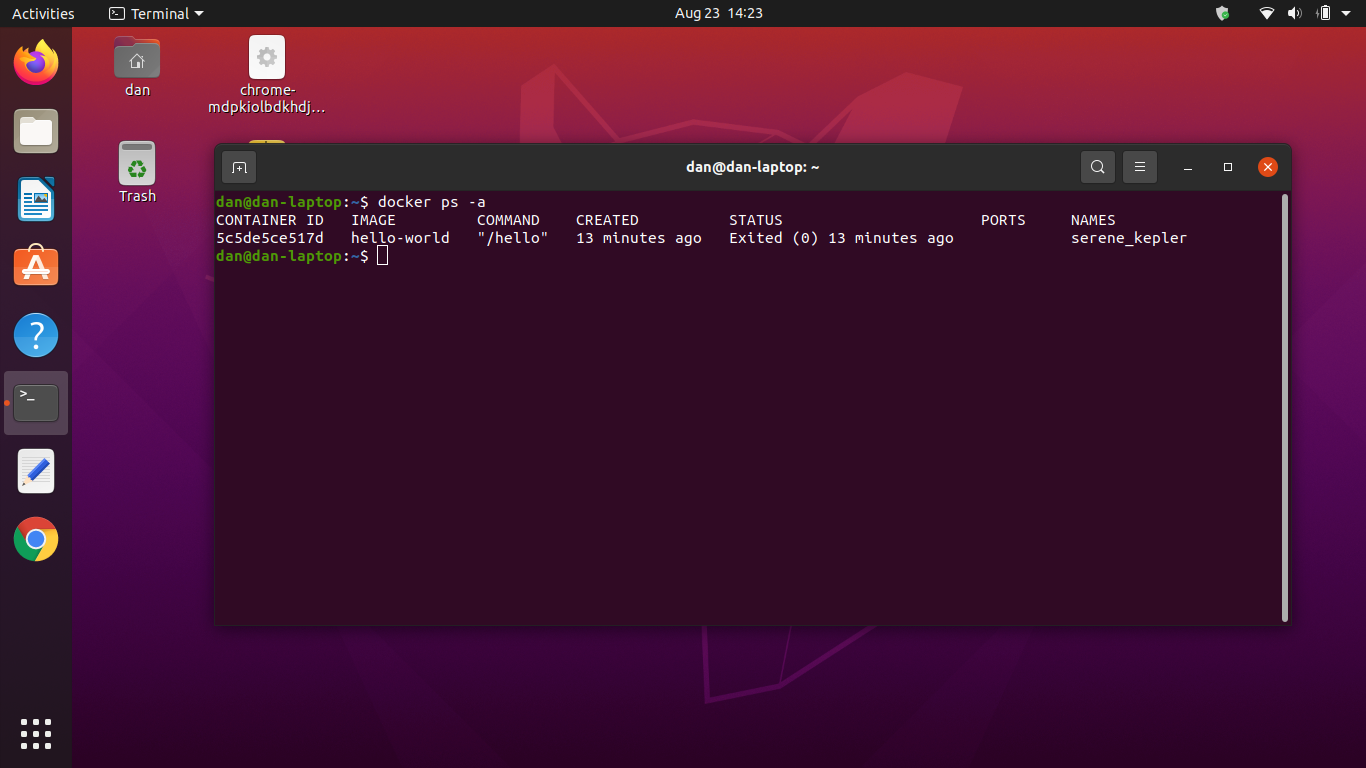 Activities Terminal Aug 23 14:23
dan
chrome-
mdpkiolbdkhdj...
Trash
dan@dan-laptop: ~
dan@dan-laptop:~$ docker ps -a
CONTAINER ID IMAGE COMMAND CREATED STATUS PORTS NAMES
5c5de5ce517d hello-world "/hello" 13 minutes ago Exited (0) 13 minutes ago serene_kepler
dan@dan-laptop:~$